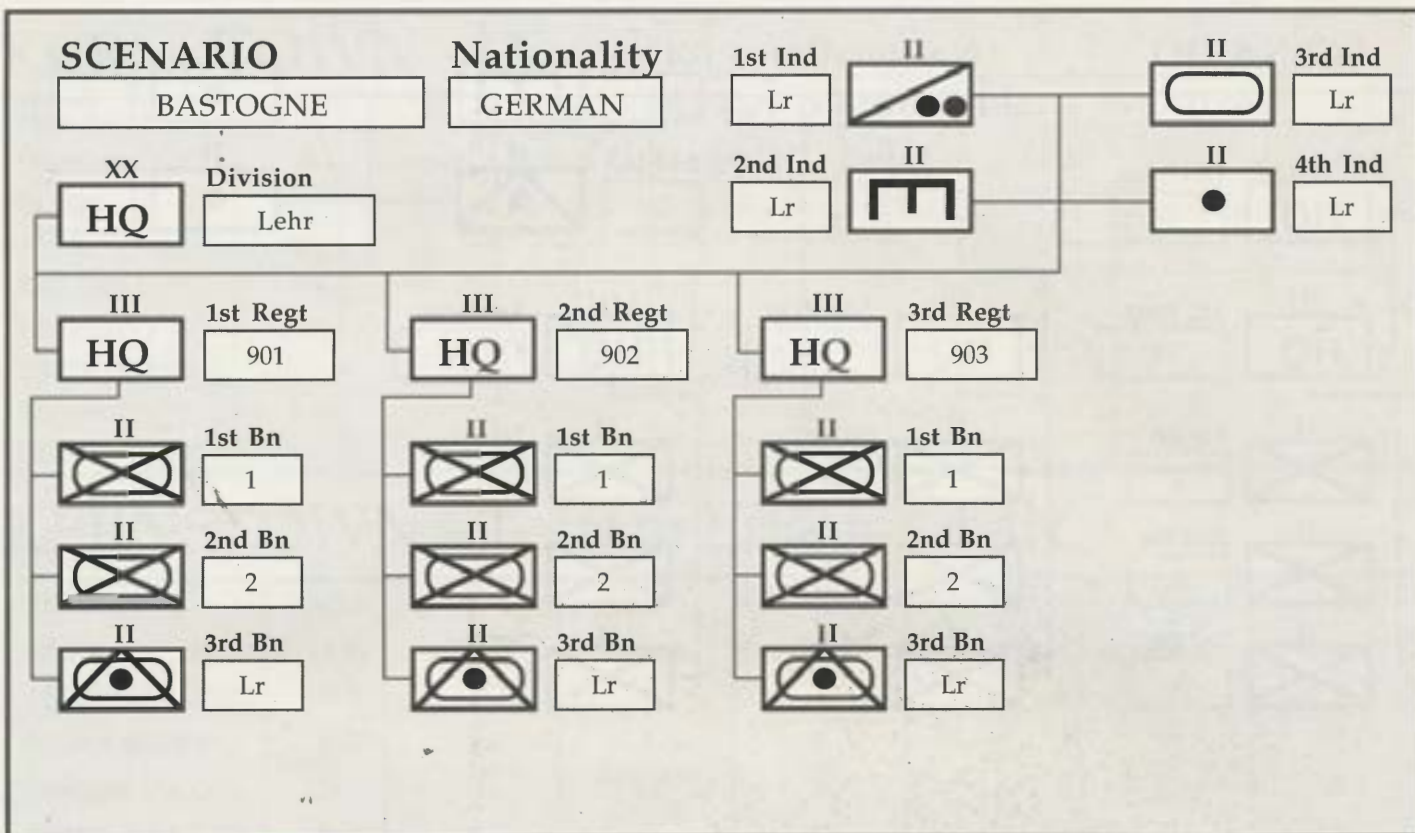 SCENARIO Nationality
BASTOGNE GERMAN
1st Ind II II 3rd Ind
Lr Lr
2nd Ind II II 4th Ind
Lr Lr
XX Division
HQ Lehr
III 1st Regt III 2nd Regt III 3rd Regt
HQ 901 HQ 902 HQ 903
II 1st Bn II 1st Bn II 1st Bn
1 1 1
II 2nd Bn II 2nd Bn II 2nd Bn
2 2 2
II 3rd Bn II 3rd Bn II 3rd Bn
Lr Lr Lr